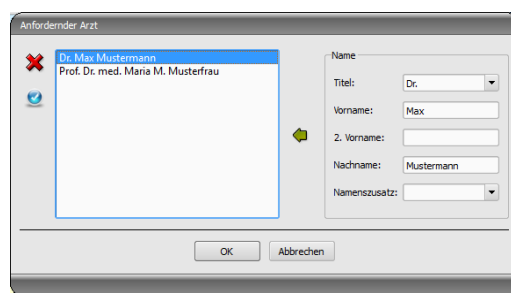 Anfordernder Arzt
Dr. Max Mustermann
Prof. Dr. med. Maria M. Musterfrau
Name
Titel: Dr.
Vorname: Max
2. Vorname:
Nachname: Mustermann
Namenszusatz:
OK Abbrechen